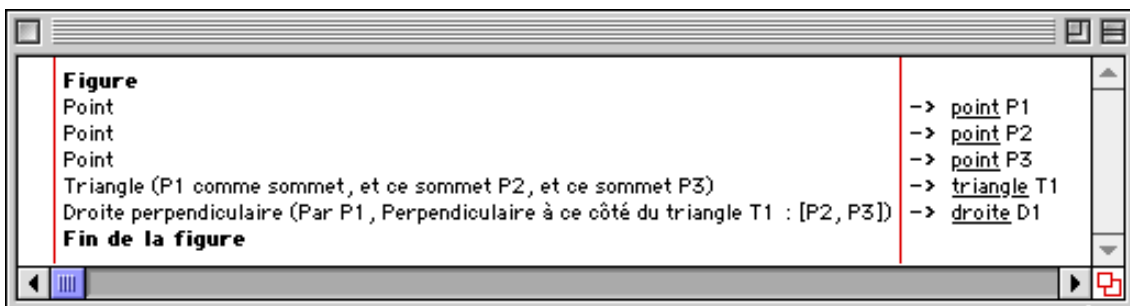 Figure
Point -> point P1
Point -> point P2
Point -> point P3
Triangle (P1 comme sommet, et ce sommet P2, et ce sommet P3) -> triangle T1
Droite perpendiculaire (Par P1, Perpendiculaire à ce côté du triangle T1 : [P2, P3]) -> droite D1
Fin de la figure